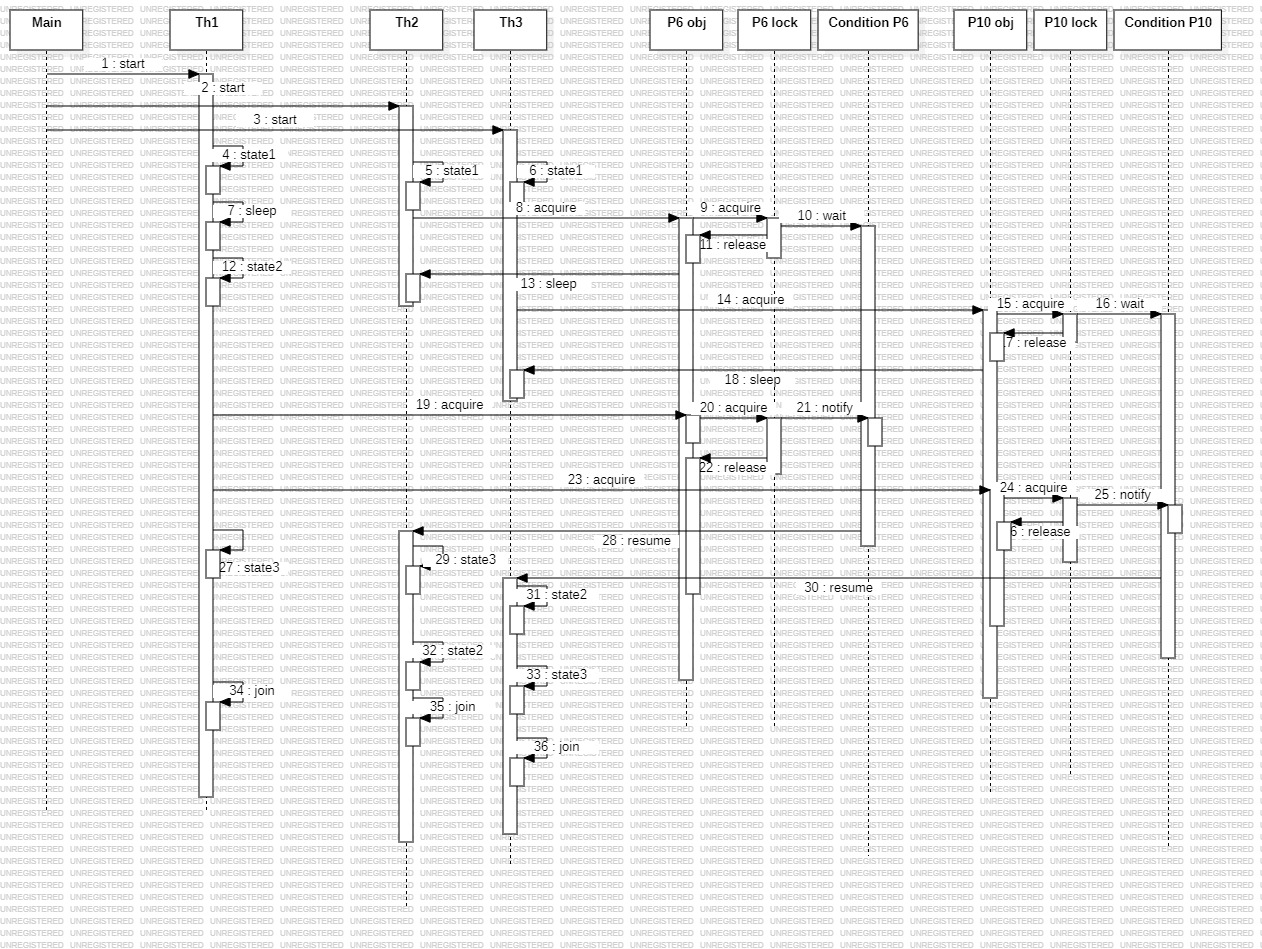 Main Th1 Th2 Th3 P6 obj P6 lock Condition P6 P10 obj P10 lock Condition P10
1 : start
2 : start
3 : start
4 : state1
5 : state1
6 : state1
7 : sleep
8 : acquire
9 : acquire
10 : wait
11 : release
12 : state2
13 : sleep
14 : acquire
15 : acquire
16 : wait
7 : release
18 : sleep
19 : acquire
20 : acquire
21 : notify
22 : release
23 : acquire
24 : acquire
25 : notify
6 : release
27 : state3
28 : resume
29 : state3
30 : resume
31 : state2
32 : state2
33 : state3
34 : join
35 : join
36 : join
UNREGISTERED